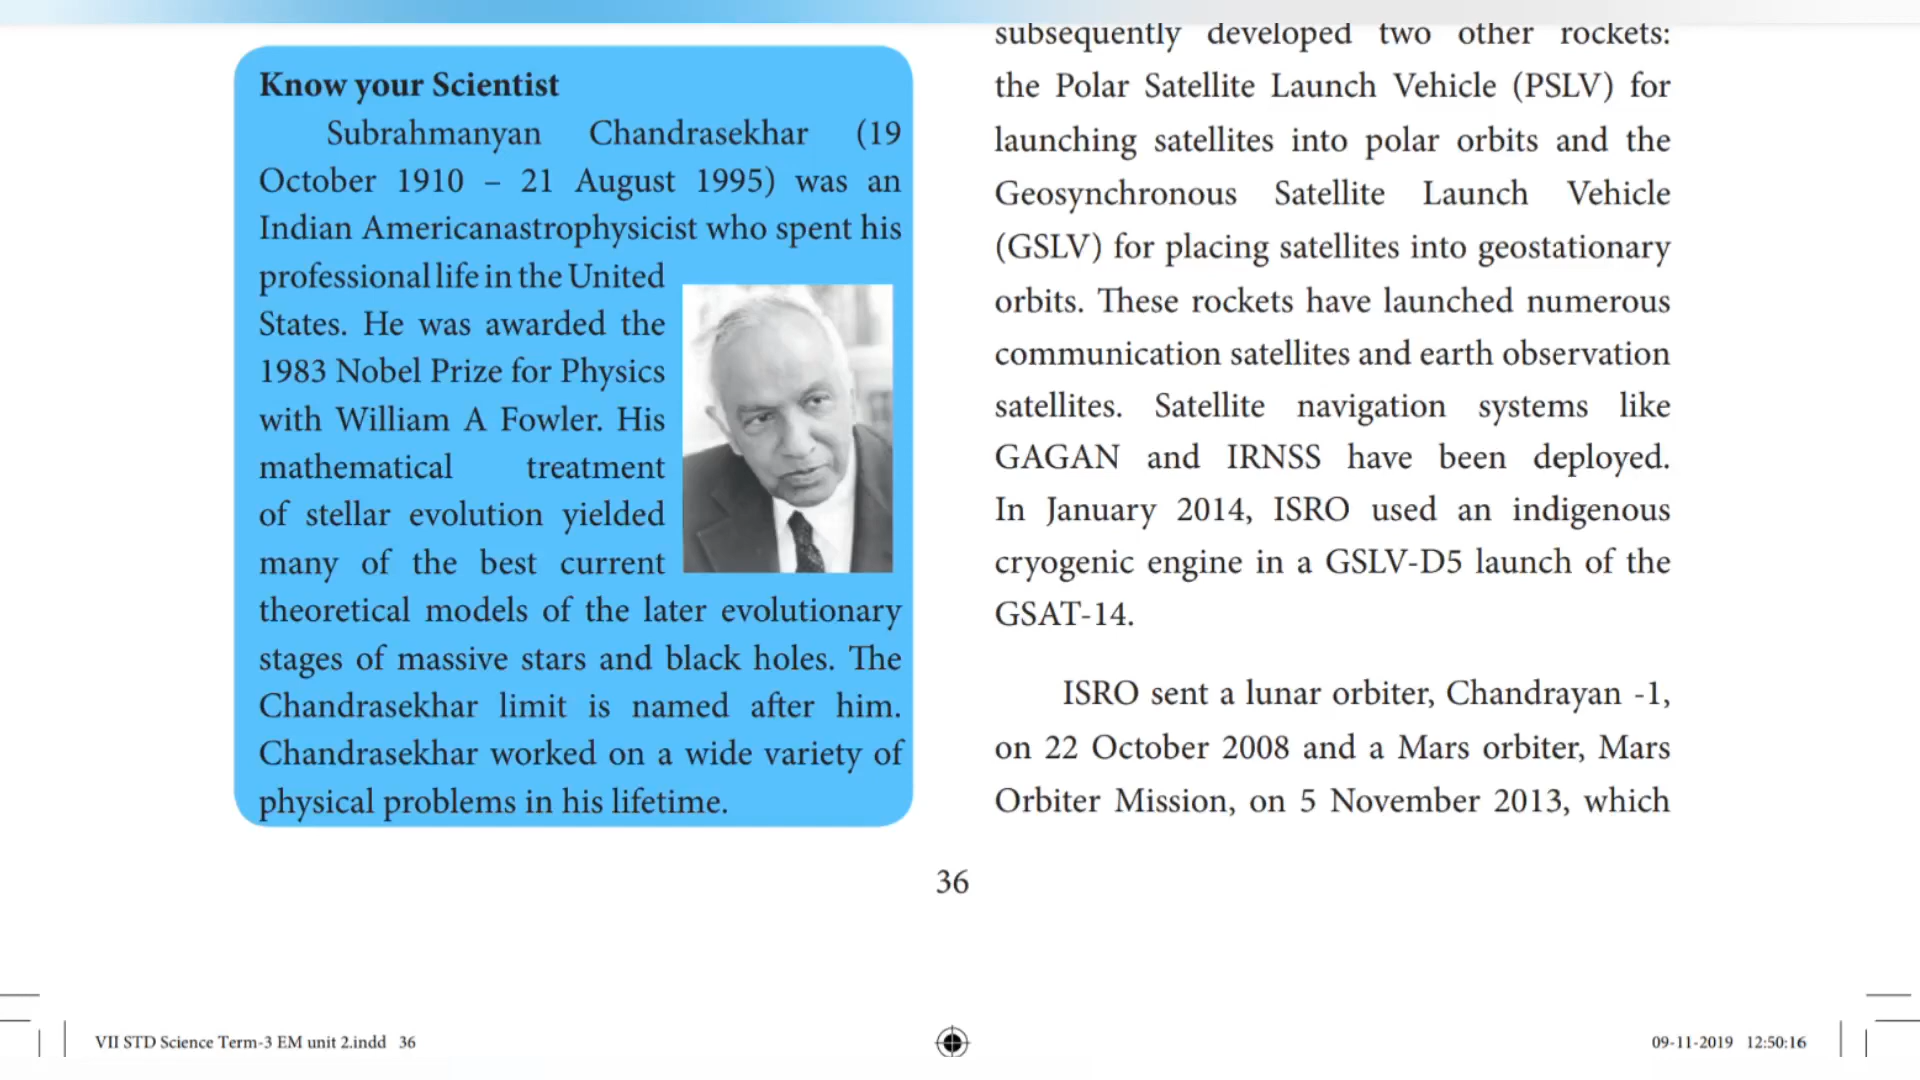 Know your Scientist
Subrahmanyan Chandrasekhar (19
October 1910 – 21 August 1995) was an
Indian Americanastrophysicist who spent his
professional life in the United
States. He was awarded the
1983 Nobel Prize for Physics
with William A Fowler. His
mathematical treatment
of stellar evolution yielded
many of the best current
theoretical models of the later evolutionary
stages of massive stars and black holes. The
Chandrasekhar limit is named after him.
Chandrasekhar worked on a wide variety of
physical problems in his lifetime.
subsequently developed two other rockets:
the Polar Satellite Launch Vehicle (PSLV) for
launching satellites into polar orbits and the
Geosynchronous Satellite Launch Vehicle
(GSLV) for placing satellites into geostationary
orbits. These rockets have launched numerous
communication satellites and earth observation
satellites. Satellite navigation systems like
GAGAN and IRNSS have been deployed.
In January 2014, ISRO used an indigenous
cryogenic engine in a GSLV-D5 launch of the
GSAT-14.
ISRO sent a lunar orbiter, Chandrayan -1,
on 22 October 2008 and a Mars orbiter, Mars
Orbiter Mission, on 5 November 2013, which
36
VII STD Science Term-3 EM unit 2.indd 36
09-11-2019 12:50:16